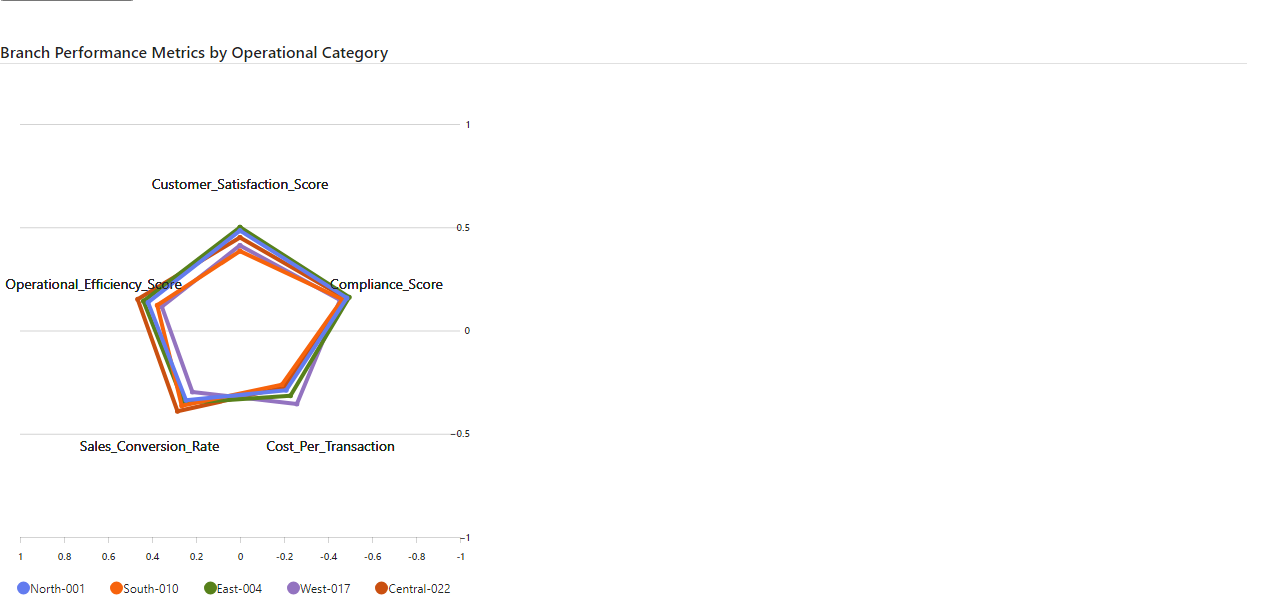 Branch Performance Metrics by Operational Category
1
Customer_Satisfaction_Score
0.5
Operational_Efficiency_Score
Compliance_Score
0
-0.5
Sales_Conversion_Rate
Cost_Per_Transaction
-1
1 0.8 0.6 0.4 0.2 0 -0.2 -0.4 -0.6 -0.8 -1
North-001 South-010 East-004 West-017 Central-022